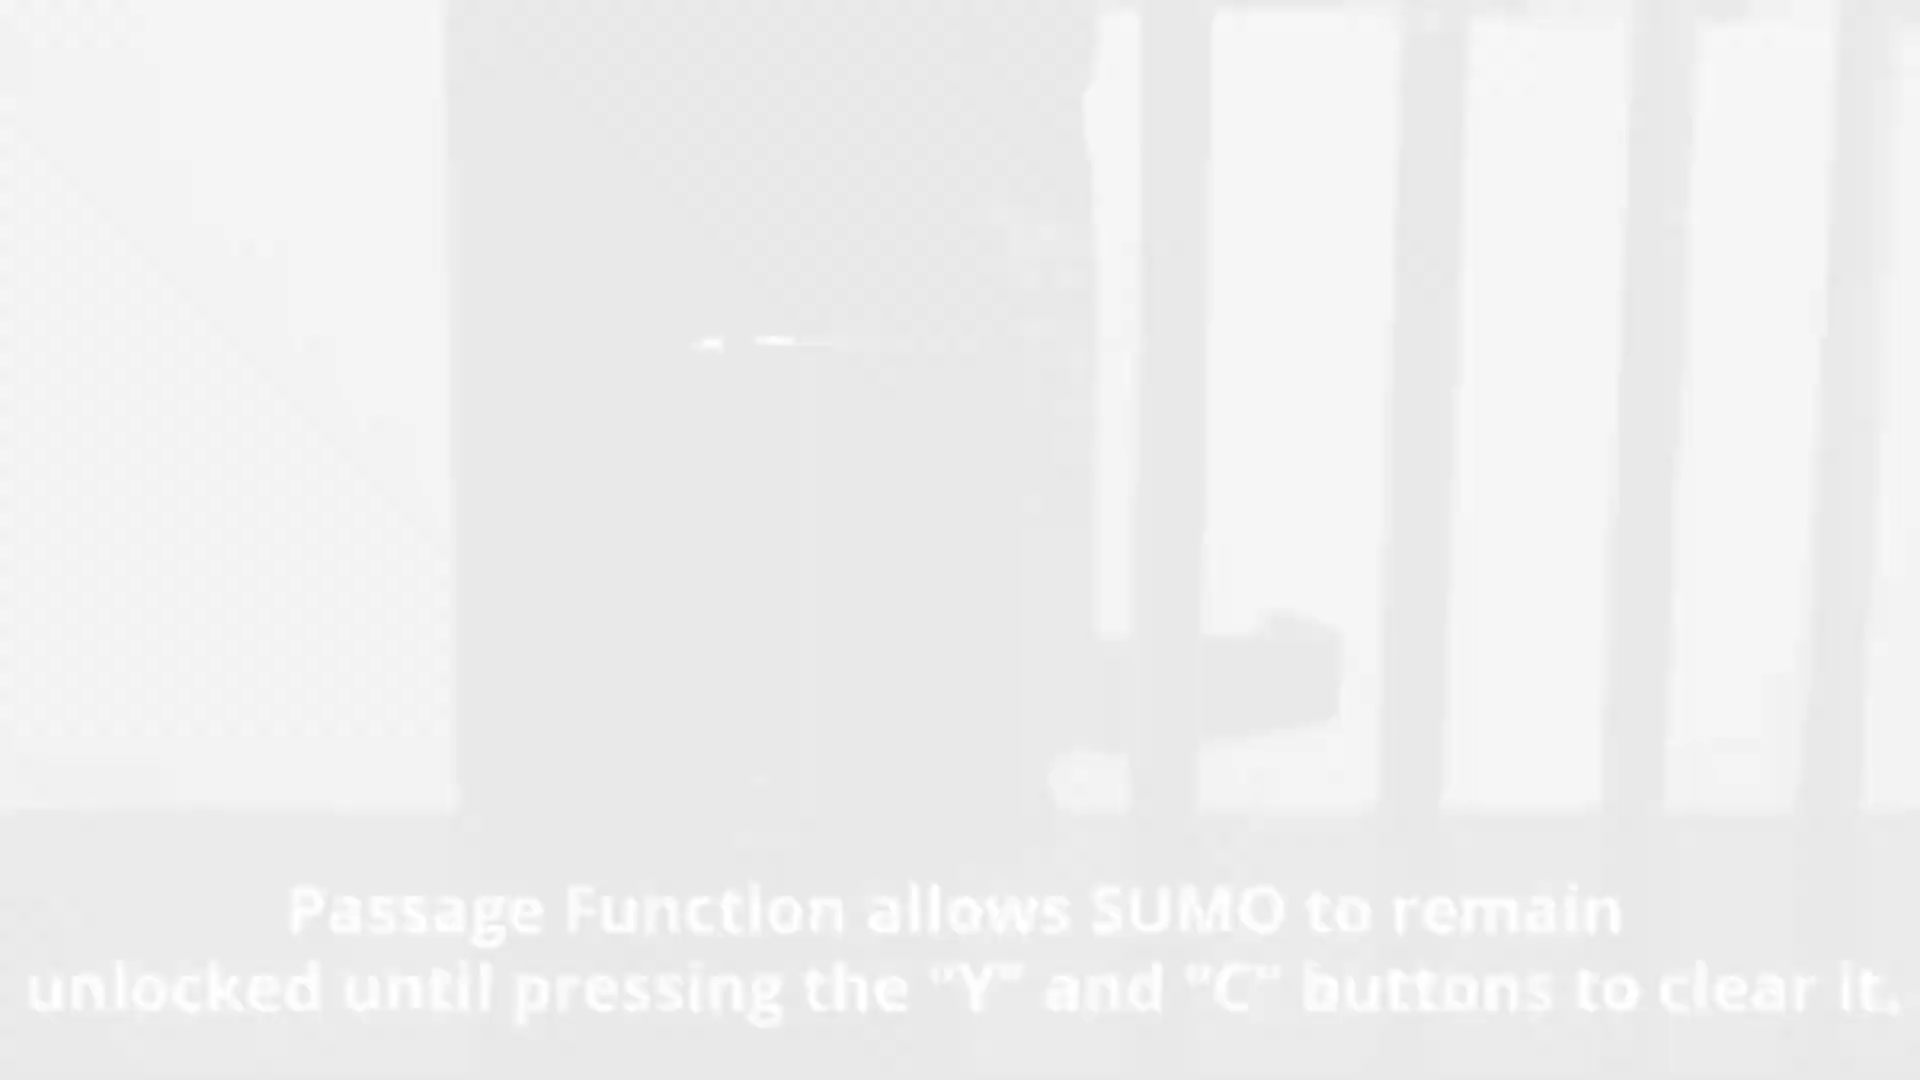 Passage Function allows SUMO to remain
unlocked until pressing the "Y" and "C" buttons to clear it.